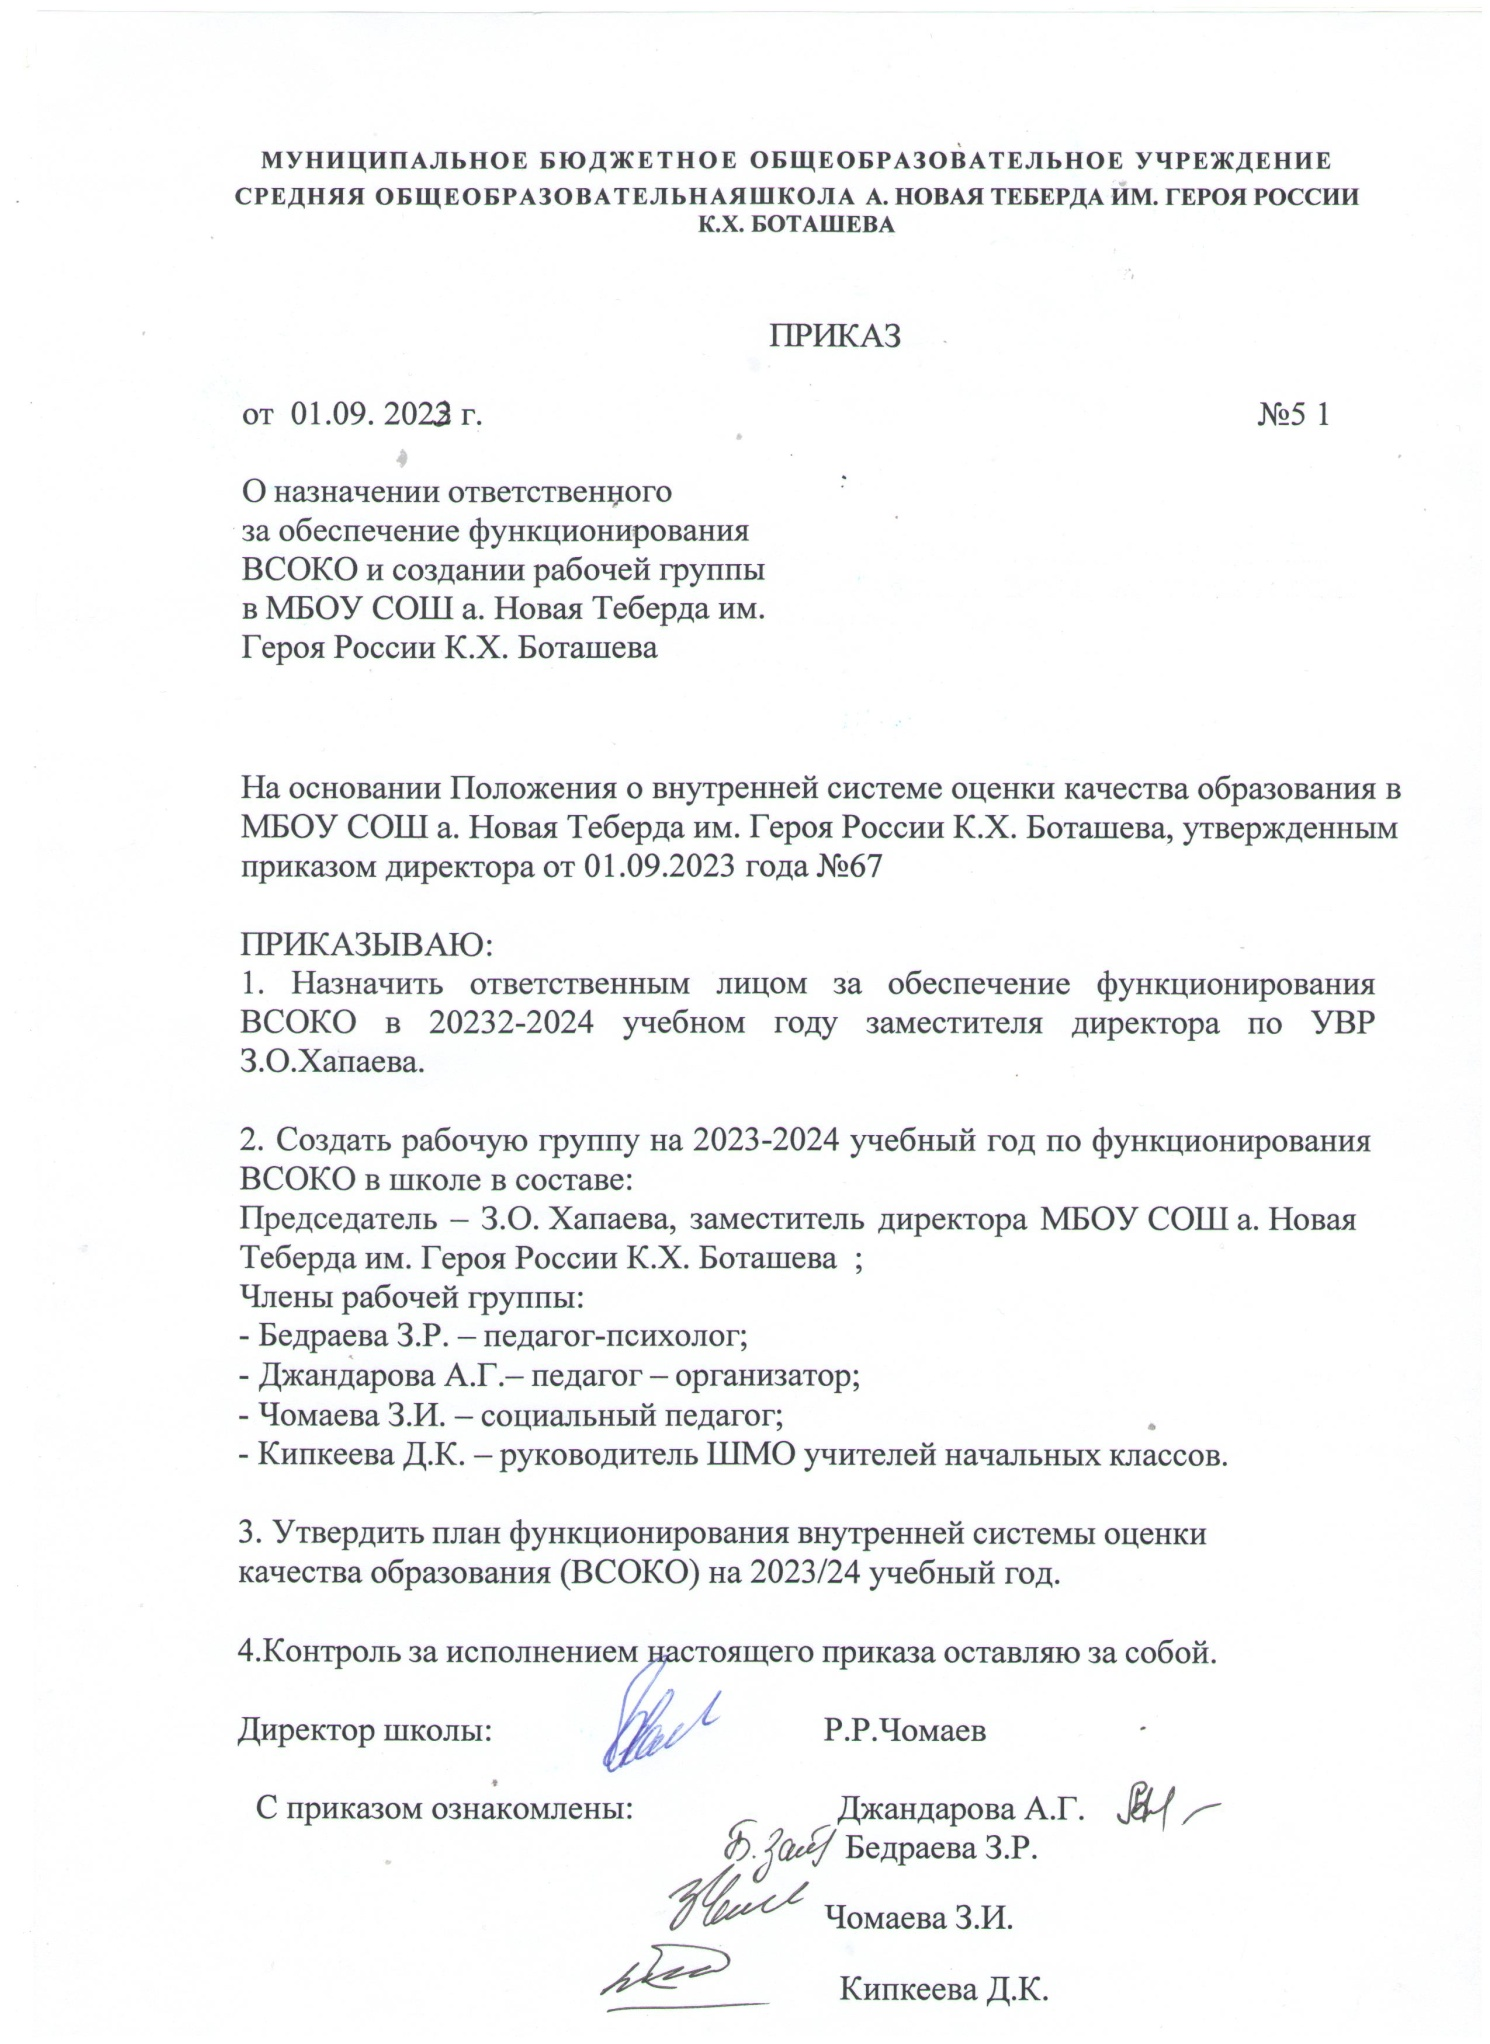 МУНИЦИПАЛЬНОЕ БЮДЖЕТНОЕ ОБЩЕОБРАЗОВАТЕЛЬНОЕ УЧРЕЖДЕНИЕ
СРЕДНЯЯ ОБЩЕОБРАЗОВАТЕЛЬНАЯШКОЛА А. НОВАЯ ТЕБЕРДА ИМ. ГЕРОЯ РОССИИ
К.Х. БОТАШЕВА
ПРИКАЗ
от 01.09. 2023 г. №5 1
О назначении ответственного
за обеспечение функционирования
ВСОКО и создании рабочей группы
в МБОУ СОШ а. Новая Теберда им.
Героя России К.Х. Боташева
На основании Положения о внутренней системе оценки качества образования в
МБОУ СОШ а. Новая Теберда им. Героя России К.Х. Боташева, утвержденным
приказом директора от 01.09.2023 года №67
ПРИКАЗЫВАЮ:
1. Назначить ответственным лицом за обеспечение функционирования
ВСОКО в 20232-2024 учебном году заместителя директора по УВР
З.О.Хапаева.
2. Создать рабочую группу на 2023-2024 учебный год по функционирования
ВСОКО в школе в составе:
Председатель – З.О. Хапаева, заместитель директора МБОУ СОШ а. Новая
Теберда им. Героя России К.Х. Боташева ;
Члены рабочей группы:
- Бедраева З.Р. – педагог-психолог;
- Джандарова А.Г.– педагог – организатор;
- Чомаева З.И. – социальный педагог;
- Кипкеева Д.К. – руководитель ШМО учителей начальных классов.
3. Утвердить план функционирования внутренней системы оценки
качества образования (ВСОКО) на 2023/24 учебный год.
4.Контроль за исполнением настоящего приказа оставляю за собой.
Директор школы: Р.Р.Чомаев
С приказом ознакомлены: Джандарова А.Г.
Бедраева З.Р.
Чомаева З.И.
Кипкеева Д.К.